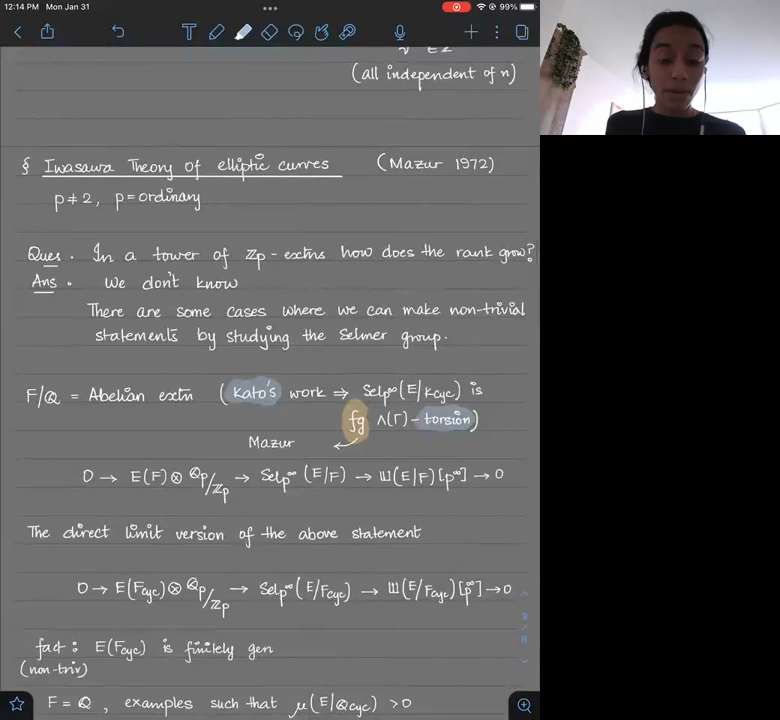 12:14 PM Mon Jan 31
99%
ν ∈ Z
(all independent of n)
§ Iwasawa Theory of elliptic curves (Mazur 1972)
p≠2, p=ordinary
Ques. In a tower of Zp-extns how does the rank grow?
Ans. We don't know
There are some cases where we can make non-trivial
statements by studying the Selmer group.
F/Q = Abelian extn (Kato's work ⇒ Selp∞(E/Kcyc) is
fg Λ(Γ)-torsion)
Mazur ←
0 → E(F)⊗Qp/Zp → Selp∞(E/F) → Ш(E/F)[p∞] → 0
The direct limit version of the above statement
0 → E(Fcyc)⊗Qp/Zp → Selp∞(E/Fcyc) → Ш(E/Fcyc)[p∞] → 0
fact: E(Fcyc) is finitely gen
(non-triv)
F = Q, examples such that μ(E/Qcyc) >0